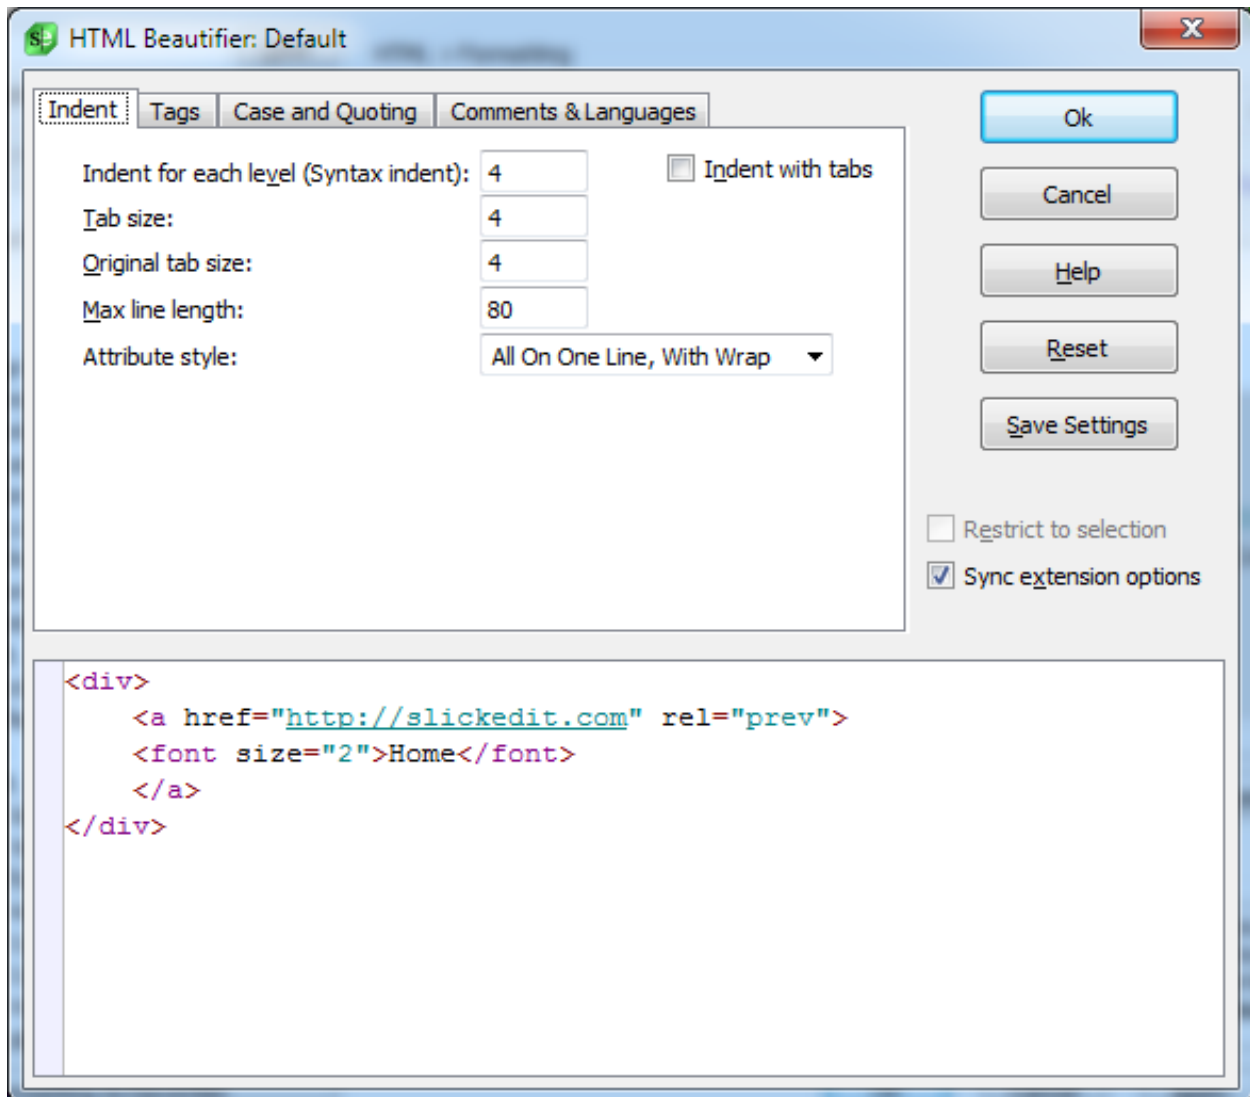 HTML Beautifier: Default
Indent Tags Case and Quoting Comments & Languages
Indent for each level (Syntax indent): 4 Indent with tabs
Tab size: 4
Original tab size: 4
Max line length: 80
Attribute style: All On One Line, With Wrap
Ok
Cancel
Help
Reset
Save Settings
Restrict to selection
Sync extension options
<div>
    <a href="http://slickedit.com" rel="prev">
    <font size="2">Home</font>
    </a>
</div>